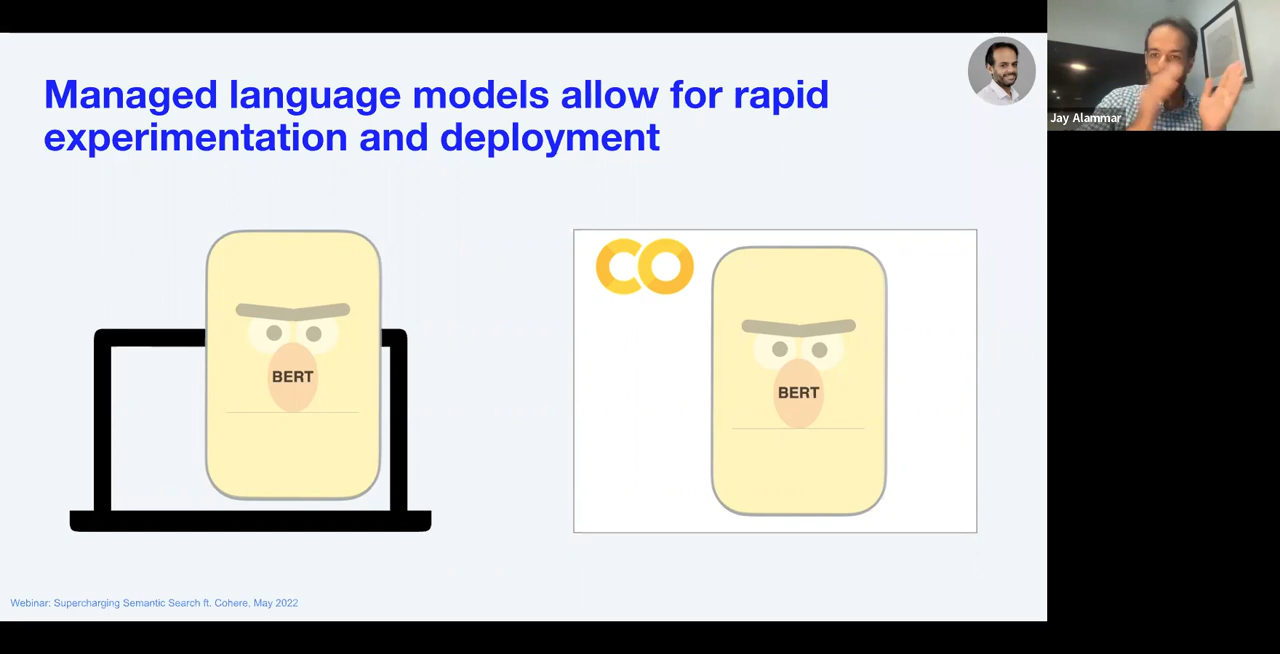 Managed language models allow for rapid
experimentation and deployment
Jay Alammar
BERT
BERT
Webinar: Supercharging Semantic Search ft. Cohere, May 2022